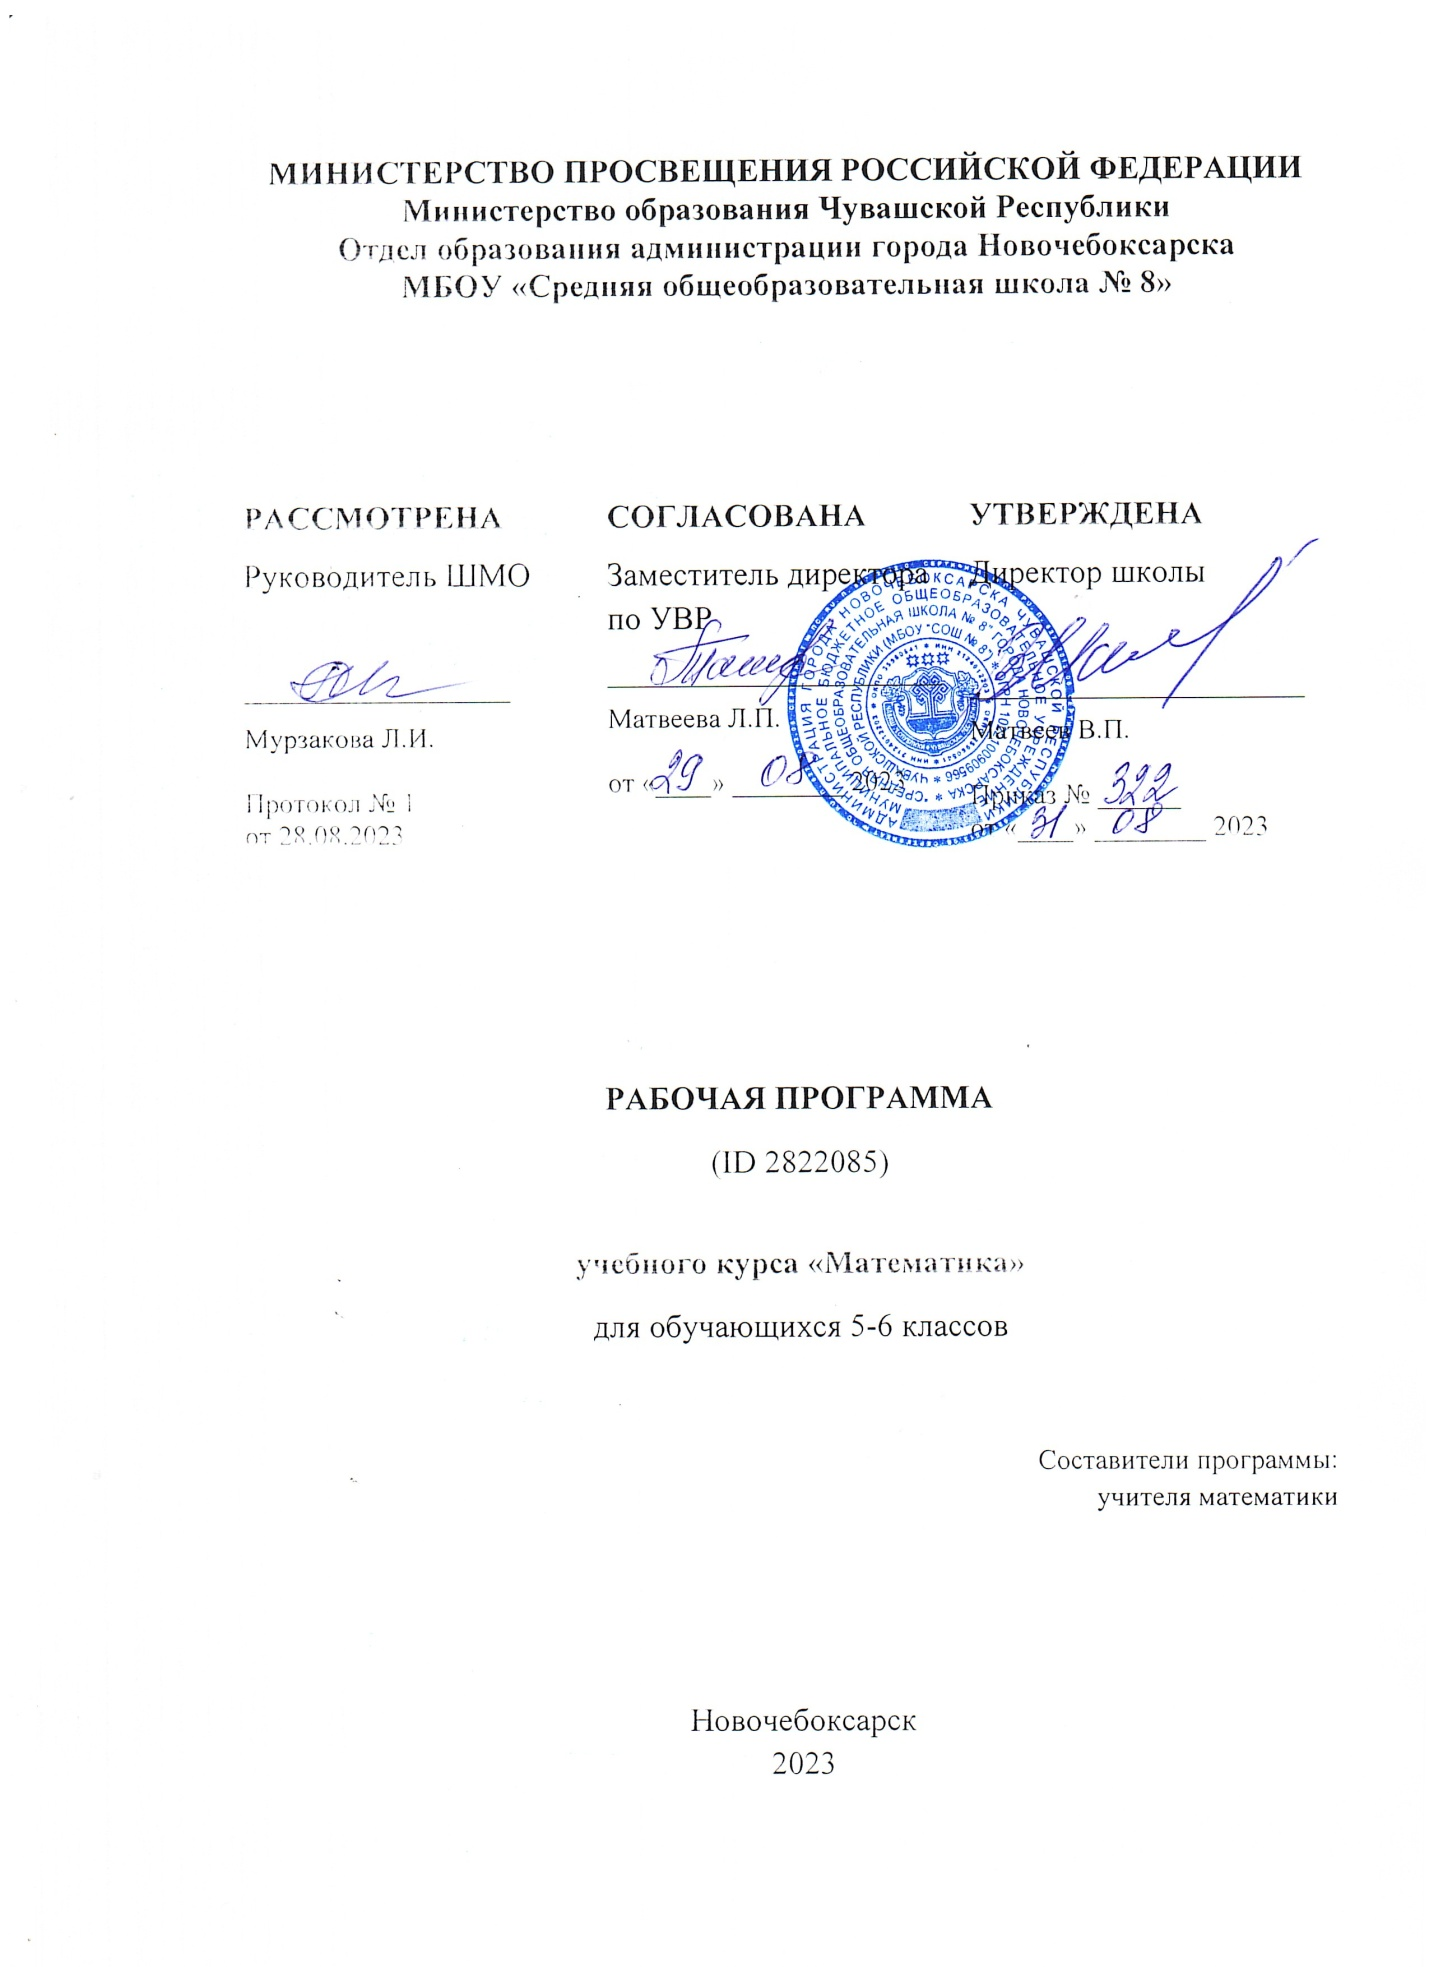 МИНИСТЕРСТВО ПРОСВЕЩЕНИЯ РОССИЙСКОЙ ФЕДЕРАЦИИ
Министерство образования Чувашской Республики
Отдел образования администрации города Новочебоксарска
МБОУ «Средняя общеобразовательная школа № 8»
РАССМОТРЕНА
Руководитель ШМО
Мурзакова Л.И.
Протокол № 1
от 28.08.2023
СОГЛАСОВАНА
Заместитель директора
по УВР
Матвеева Л.П.
от «29» 08 2023
УТВЕРЖДЕНА
Директор школы
Матвеев В.П.
Приказ № 322
от «31» 08 2023
РАБОЧАЯ ПРОГРАММА
(ID 2822085)
учебного курса «Математика»
для обучающихся 5-6 классов
Составители программы:
учителя математики
Новочебоксарск
2023